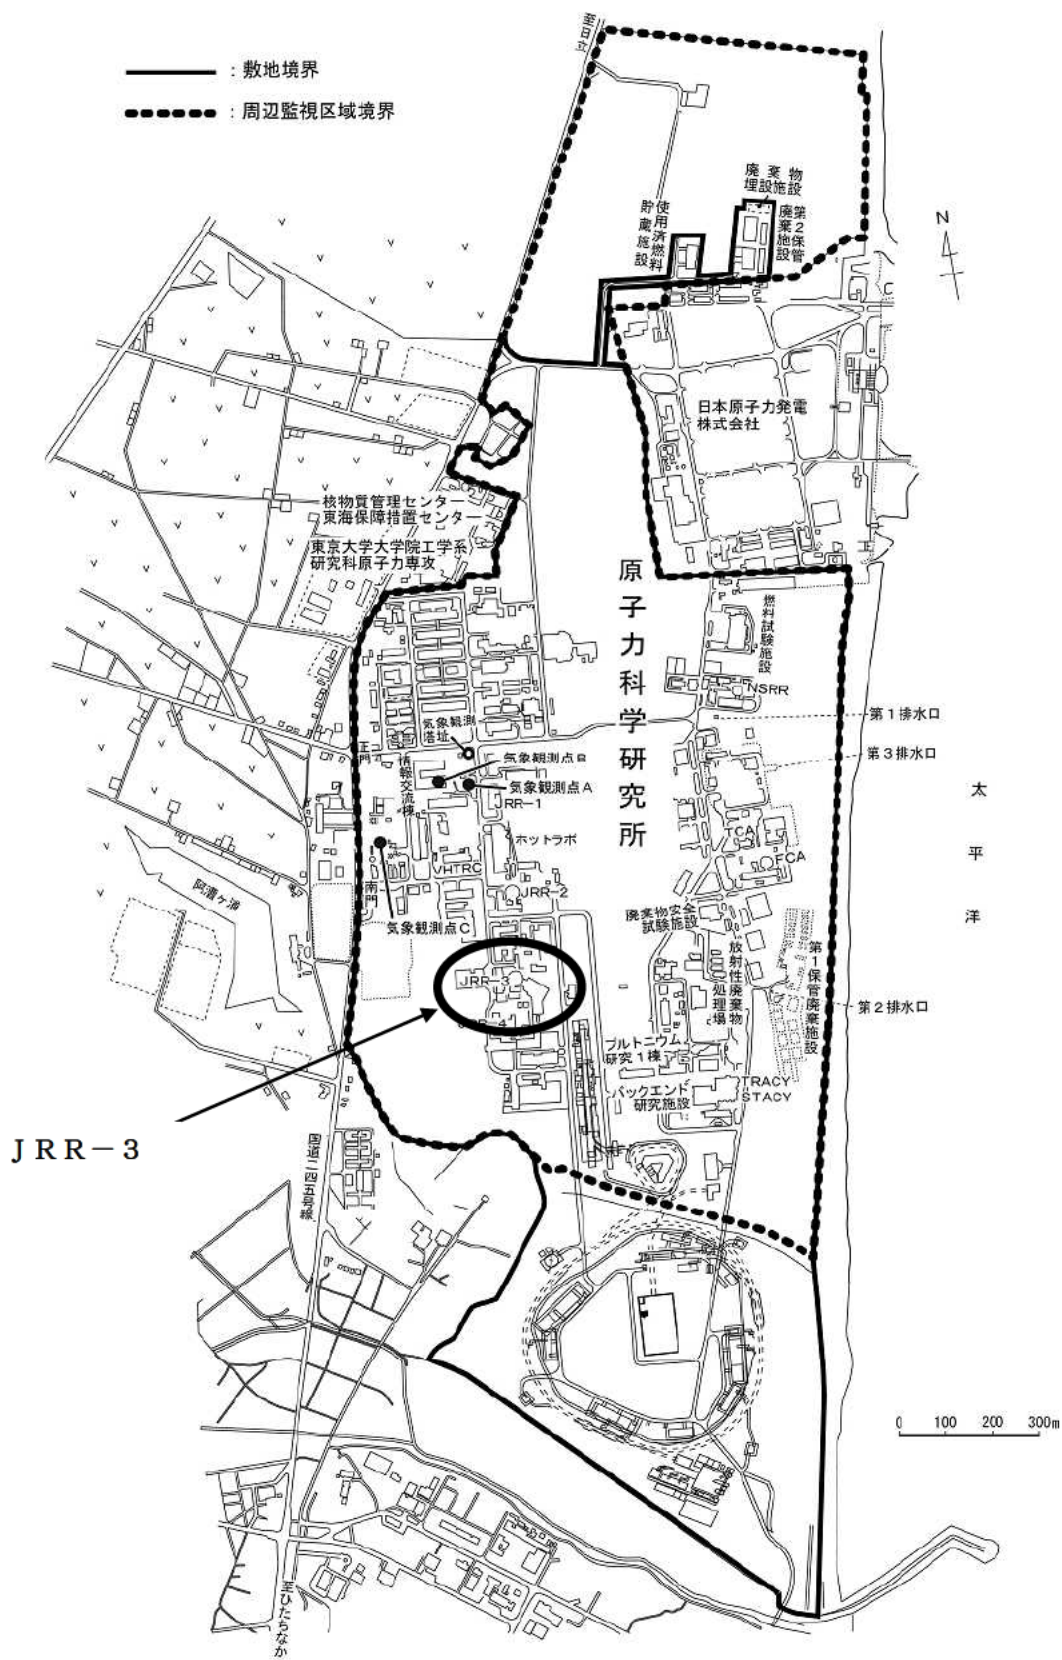 至日立
：敷地境界
：周辺監視区域境界
廃棄物
埋設施設
使用済燃料
貯蔵施設
第2保管
廃棄施設
N
日本原子力発電
株式会社
核物質管理センター
東海保障措置センター
東京大学大学院工学系
研究科原子力専攻
原子力科学研究所
燃料試験施設
NSRR
第1排水口
第3排水口
気象観測
塔址
正門
情報交流棟
気象観測点B
気象観測点A
RR-1
太平洋
ホットラボ
TCA
FCA
VHTRC
JRR-2
南門
阿漕ヶ浦
気象観測点C
廃棄物安全
試験施設
放射性廃棄物
処理場
第1保管廃棄施設
JRR-3
第2排水口
プルトニウム
研究1棟
バックエンド
研究施設
TRACY
STACY
JRR－3
国道二四五号線
0 100 200 300m
至ひたちなか